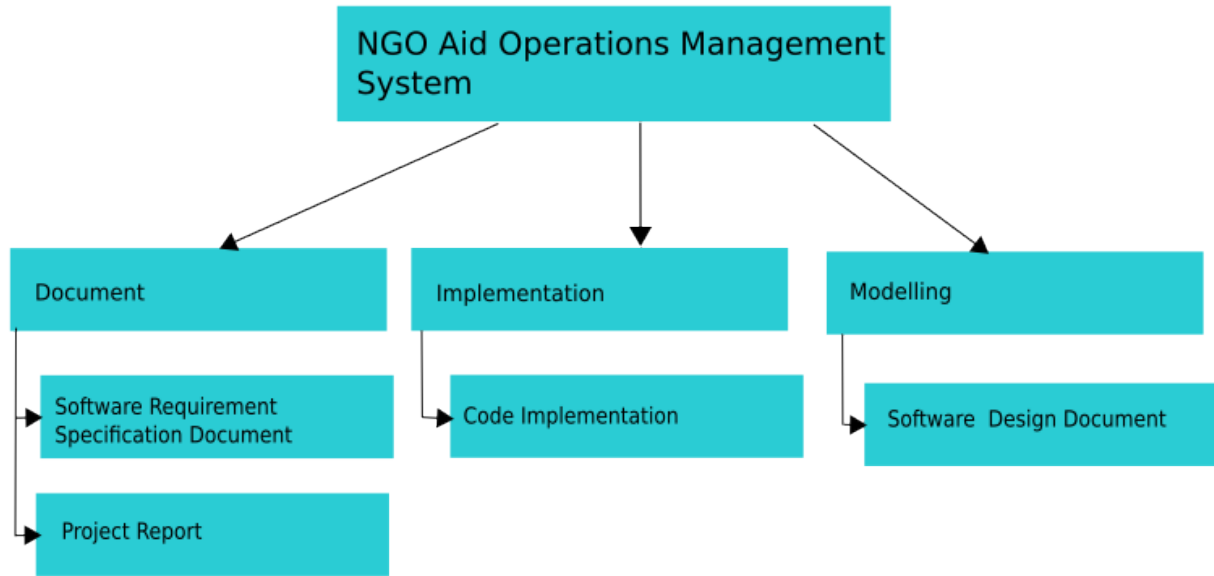 NGO Aid Operations Management
System
Document
Implementation
Modelling
Software Requirement
Specification Document
Code Implementation
Software  Design Document
Project Report